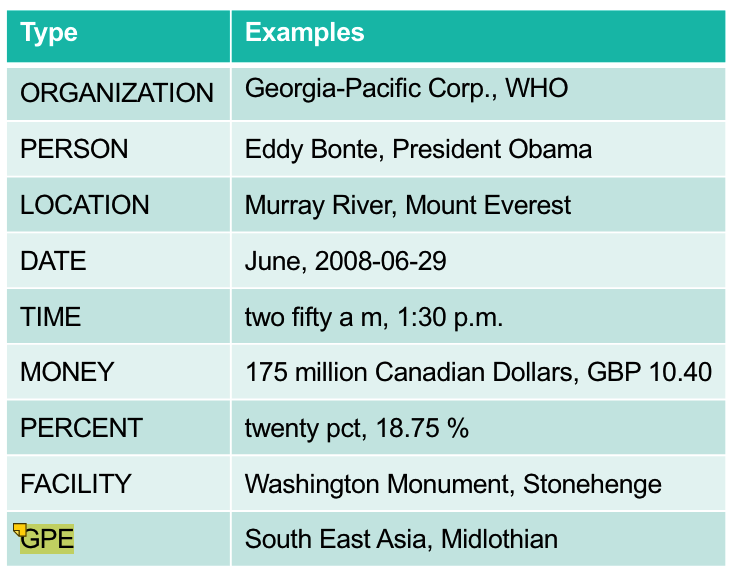 Type Examples
ORGANIZATION Georgia-Pacific Corp., WHO
PERSON Eddy Bonte, President Obama
LOCATION Murray River, Mount Everest
DATE June, 2008-06-29
TIME two fifty a m, 1:30 p.m.
MONEY 175 million Canadian Dollars, GBP 10.40
PERCENT twenty pct, 18.75 %
FACILITY Washington Monument, Stonehenge
GPE South East Asia, Midlothian